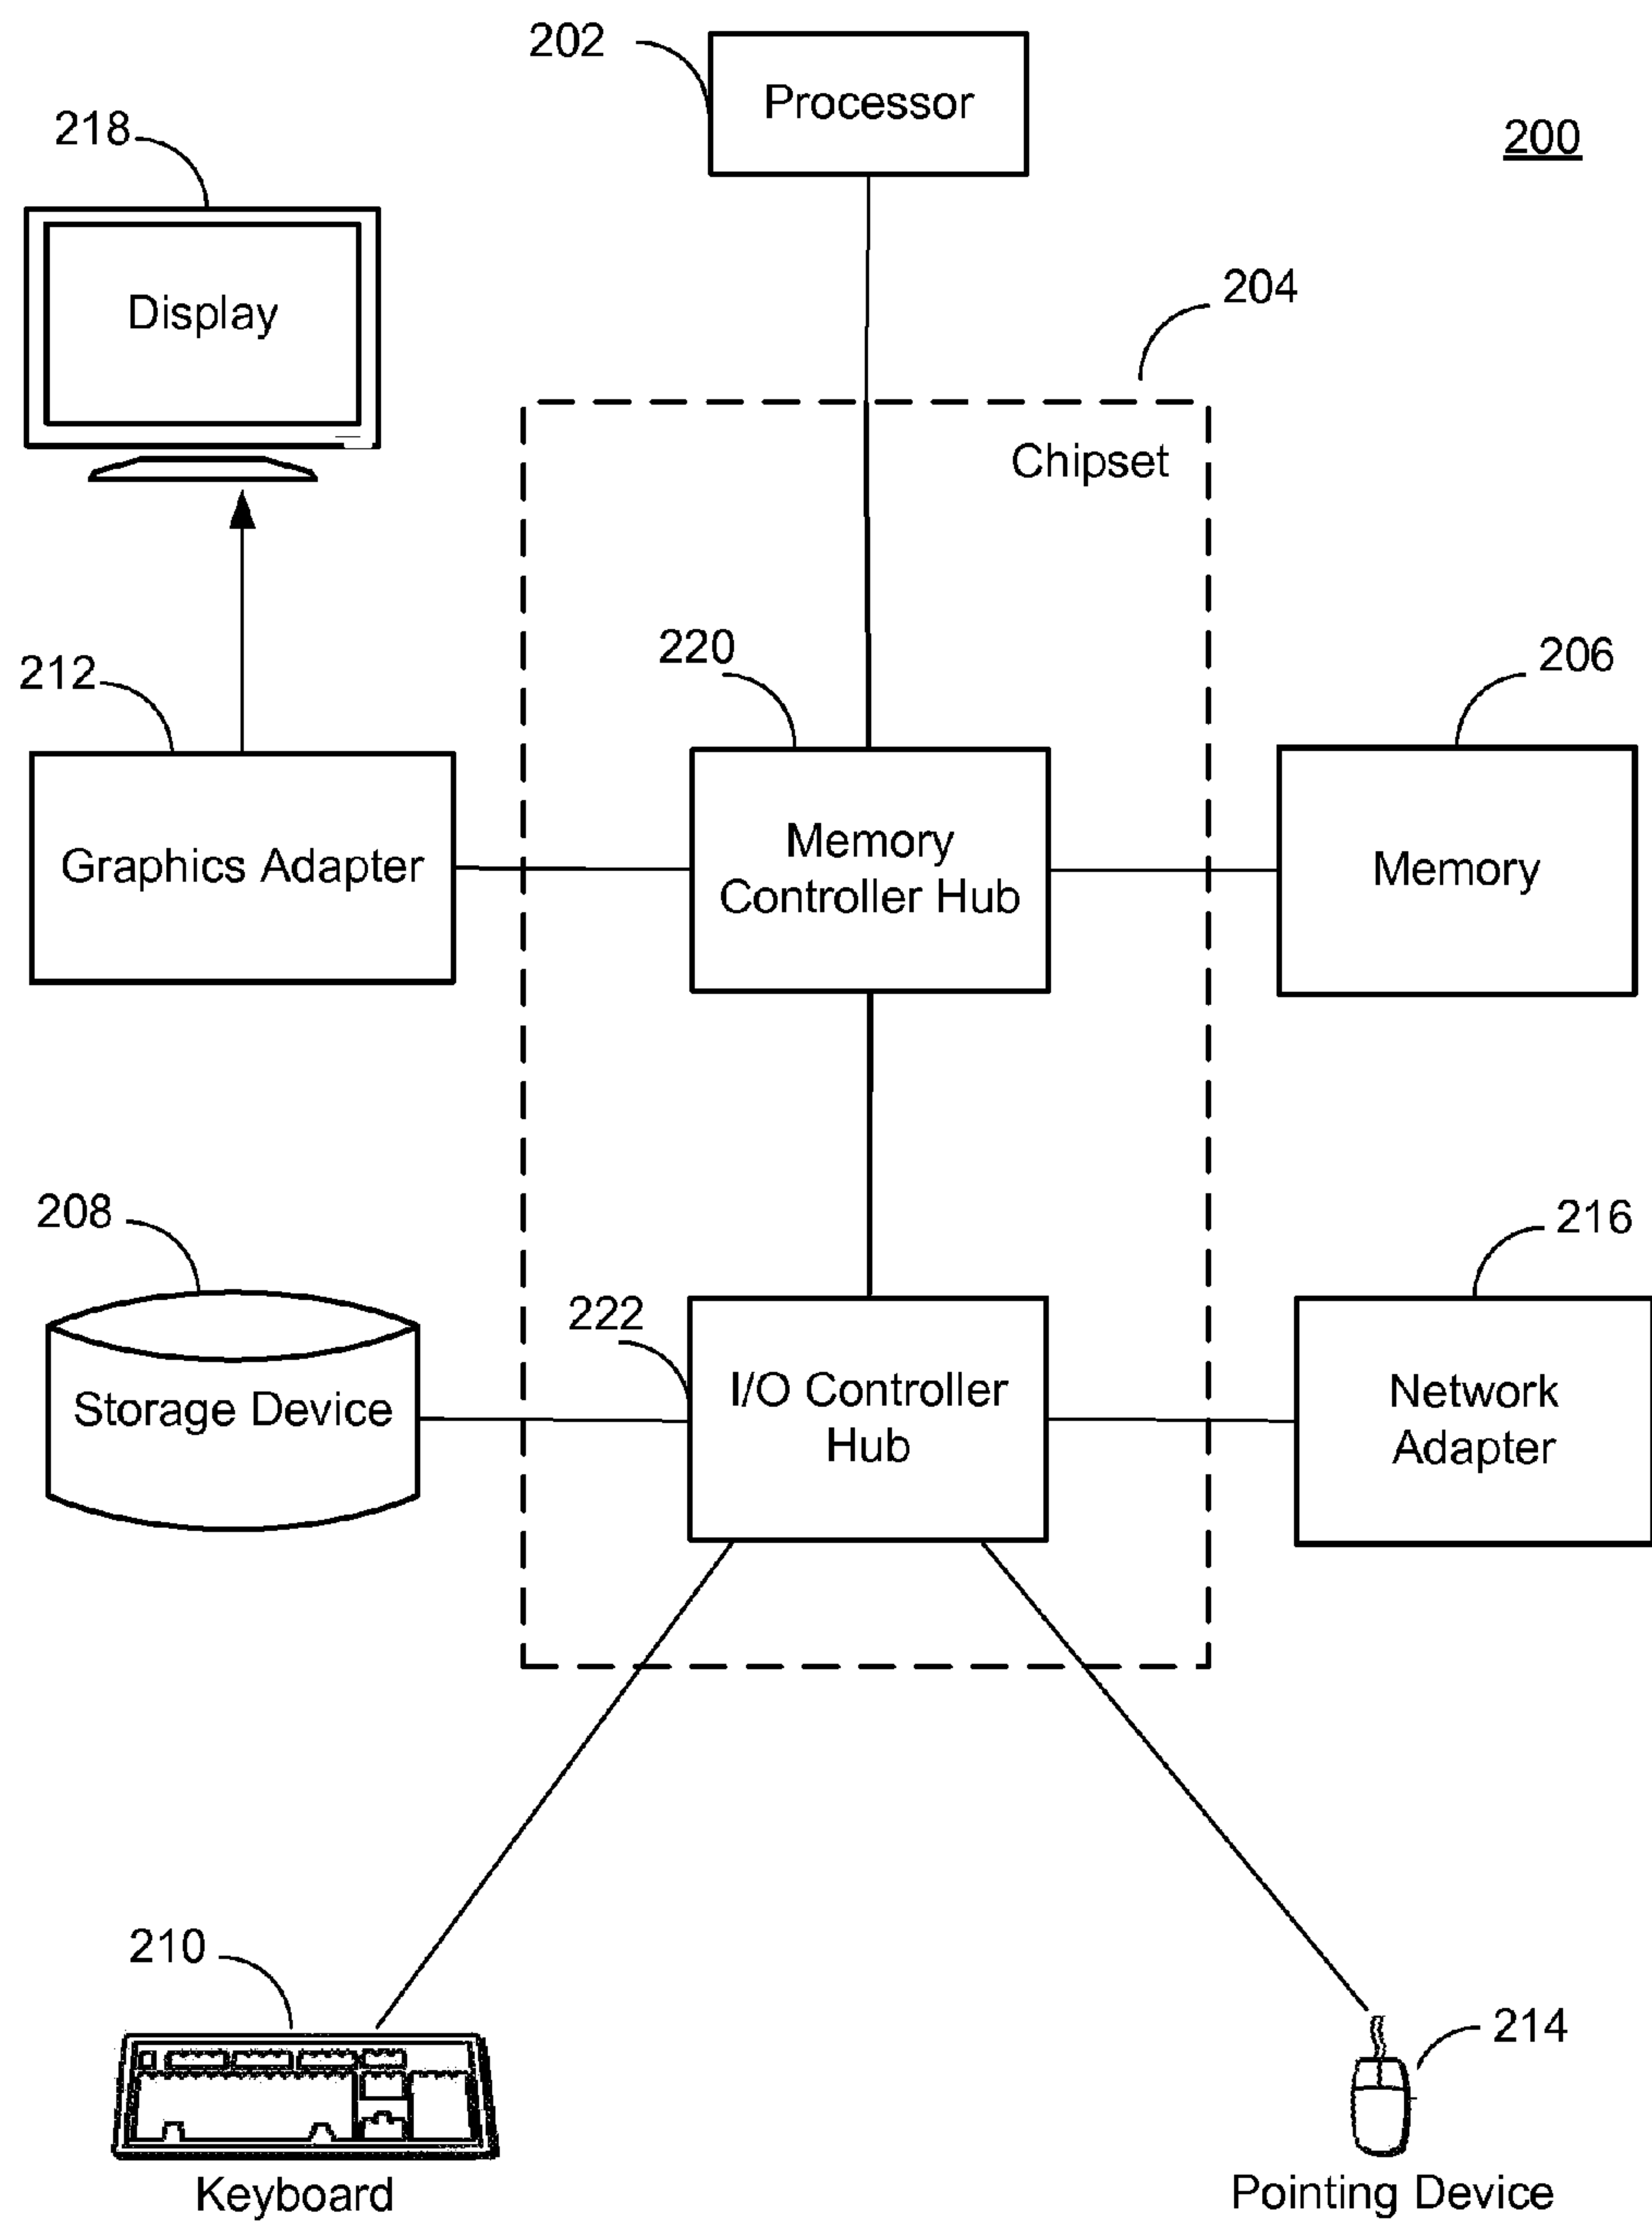 202
Processor
200
218
Display
204
Chipset
220
206
212
Memory
Controller Hub
Graphics Adapter
Memory
208
216
222
I/O Controller
Hub
Storage Device
Network
Adapter
210
214
Keyboard
Pointing Device